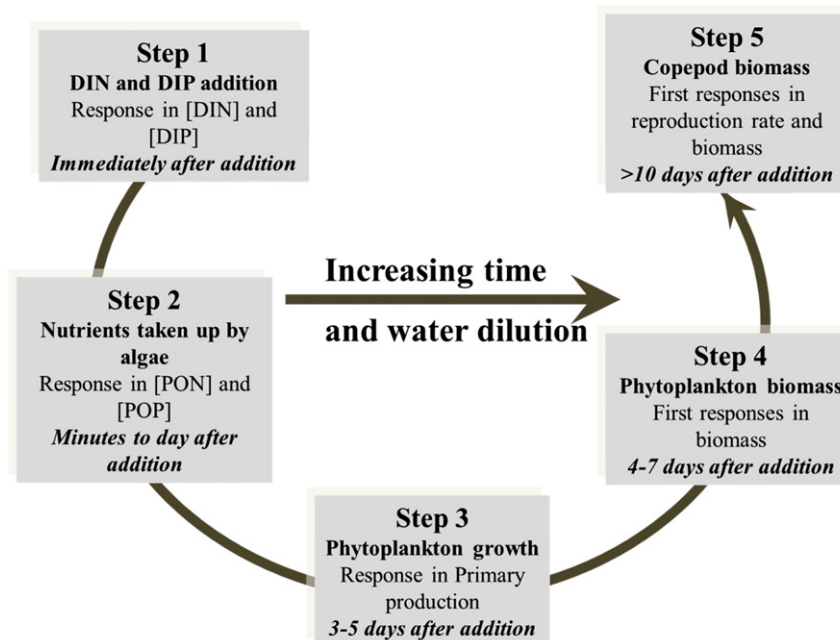 Step 1
DIN and DIP addition
Response in [DIN] and
[DIP]
Immediately after addition
Step 2
Nutrients taken up by
algae
Response in [PON] and
[POP]
Minutes to day after
addition
Step 3
Phytoplankton growth
Response in Primary
production
3-5 days after addition
Step 4
Phytoplankton biomass
First responses in
biomass
4-7 days after addition
Step 5
Copepod biomass
First responses in
reproduction rate and
biomass
>10 days after addition
Increasing time
and water dilution